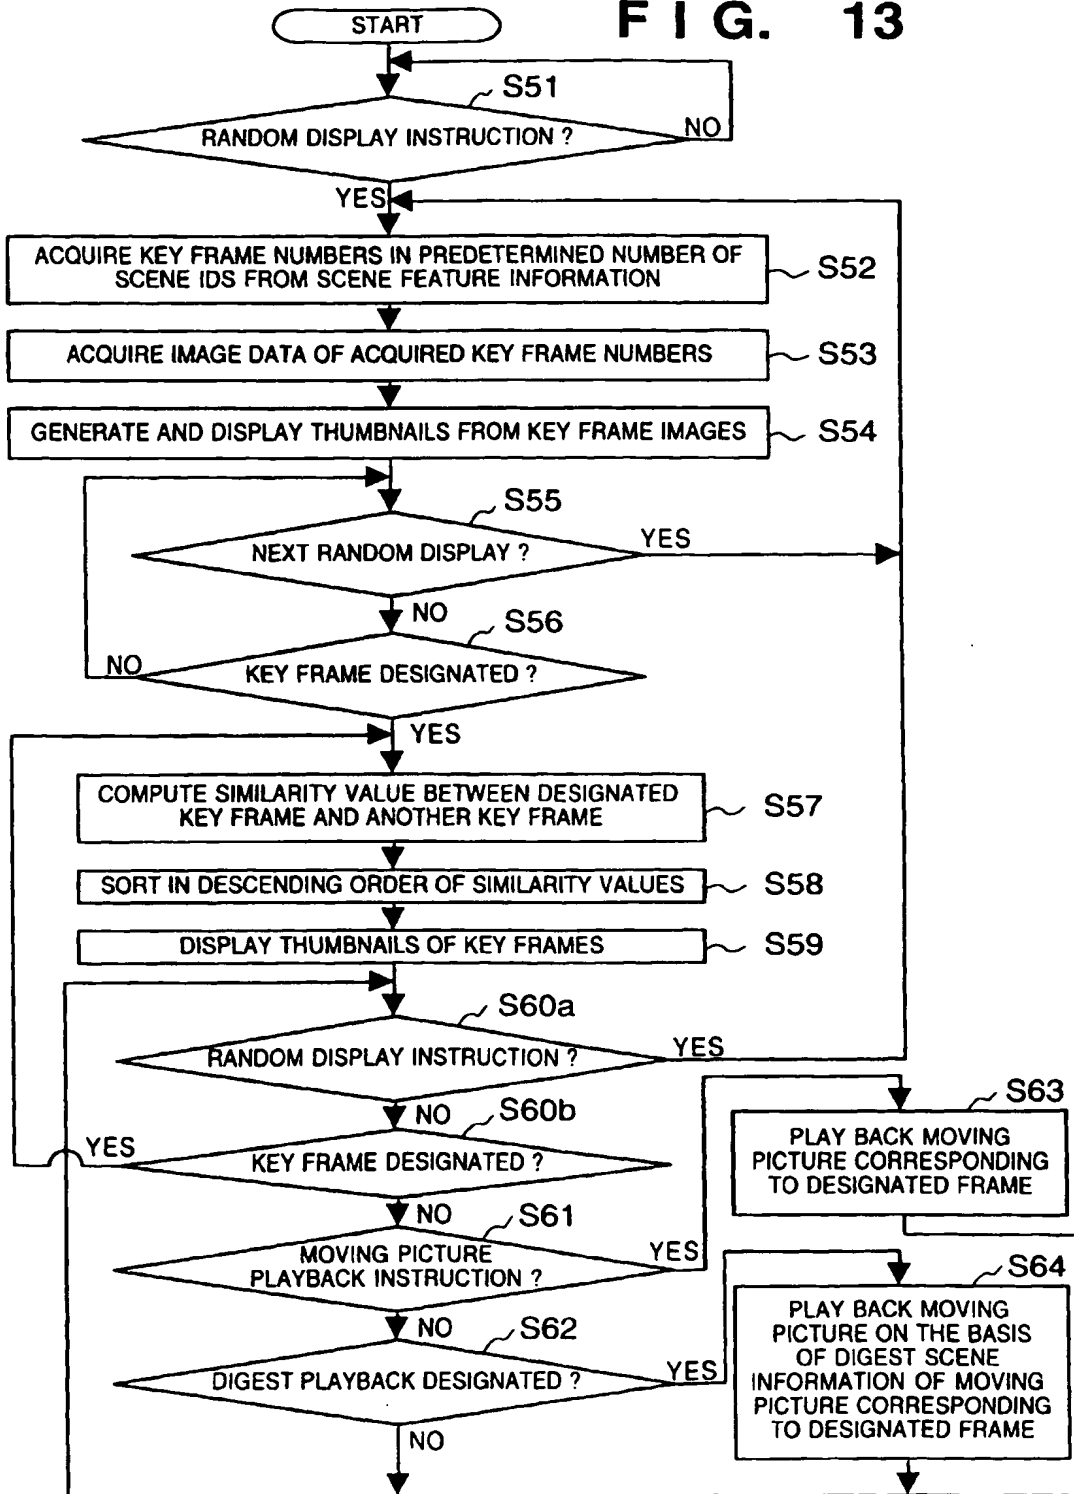 FIG. 13
START
S51
RANDOM DISPLAY INSTRUCTION ?
NO
YES
ACQUIRE KEY FRAME NUMBERS IN PREDETERMINED NUMBER OF
SCENE IDS FROM SCENE FEATURE INFORMATION
S52
ACQUIRE IMAGE DATA OF ACQUIRED KEY FRAME NUMBERS
S53
GENERATE AND DISPLAY THUMBNAILS FROM KEY FRAME IMAGES
S54
S55
NEXT RANDOM DISPLAY ?
YES
NO
S56
KEY FRAME DESIGNATED ?
NO
YES
COMPUTE SIMILARITY VALUE BETWEEN DESIGNATED
KEY FRAME AND ANOTHER KEY FRAME
S57
SORT IN DESCENDING ORDER OF SIMILARITY VALUES
S58
DISPLAY THUMBNAILS OF KEY FRAMES
S59
S60a
RANDOM DISPLAY INSTRUCTION ?
YES
NO
S60b
KEY FRAME DESIGNATED ?
YES
NO
S61
MOVING PICTURE
PLAYBACK INSTRUCTION ?
YES
NO
S62
DIGEST PLAYBACK DESIGNATED ?
YES
NO
S63
PLAY BACK MOVING
PICTURE CORRESPONDING
TO DESIGNATED FRAME
S64
PLAY BACK MOVING
PICTURE ON THE BASIS
OF DIGEST SCENE
INFORMATION OF MOVING
PICTURE CORRESPONDING
TO DESIGNATED FRAME